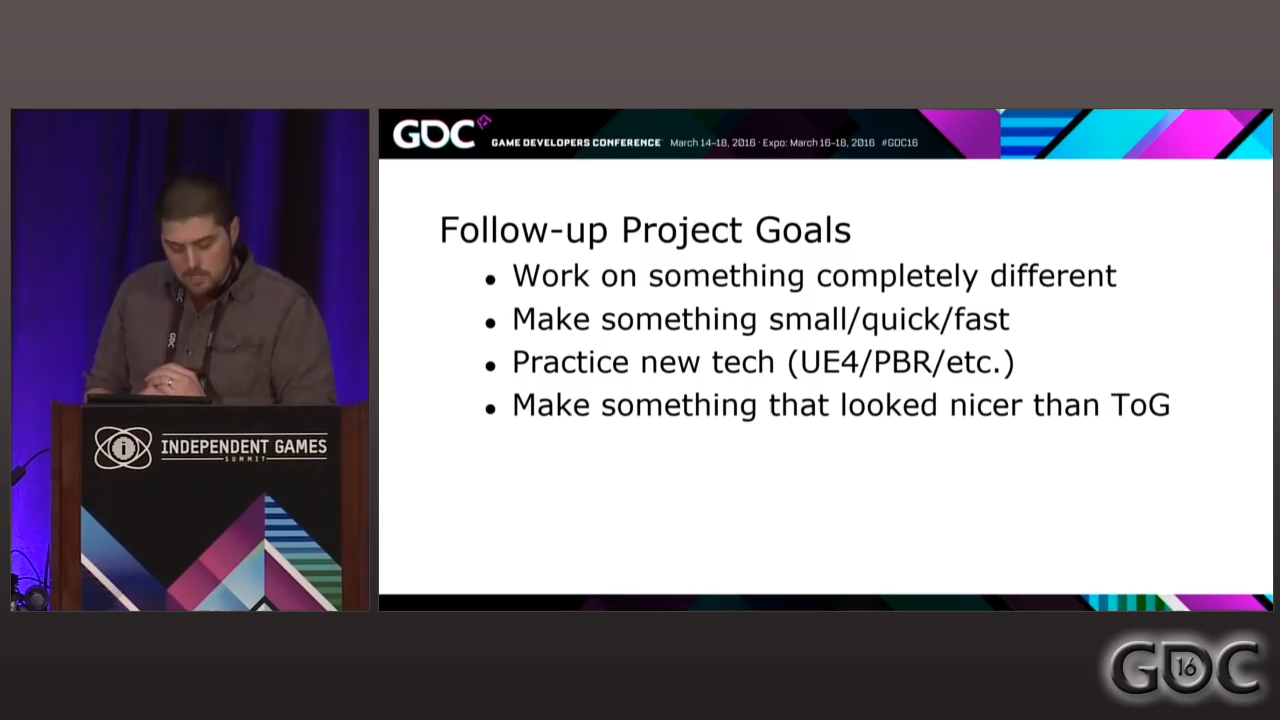 GDC
GAME DEVELOPERS CONFERENCE March 14-18, 2016 · Expo: March 16-18, 2016 #GDC16
Follow-up Project Goals
• Work on something completely different
• Make something small/quick/fast
• Practice new tech (UE4/PBR/etc.)
• Make something that looked nicer than ToG
GDC
i
INDEPENDENT GAMES
SUMMIT
GDC
16